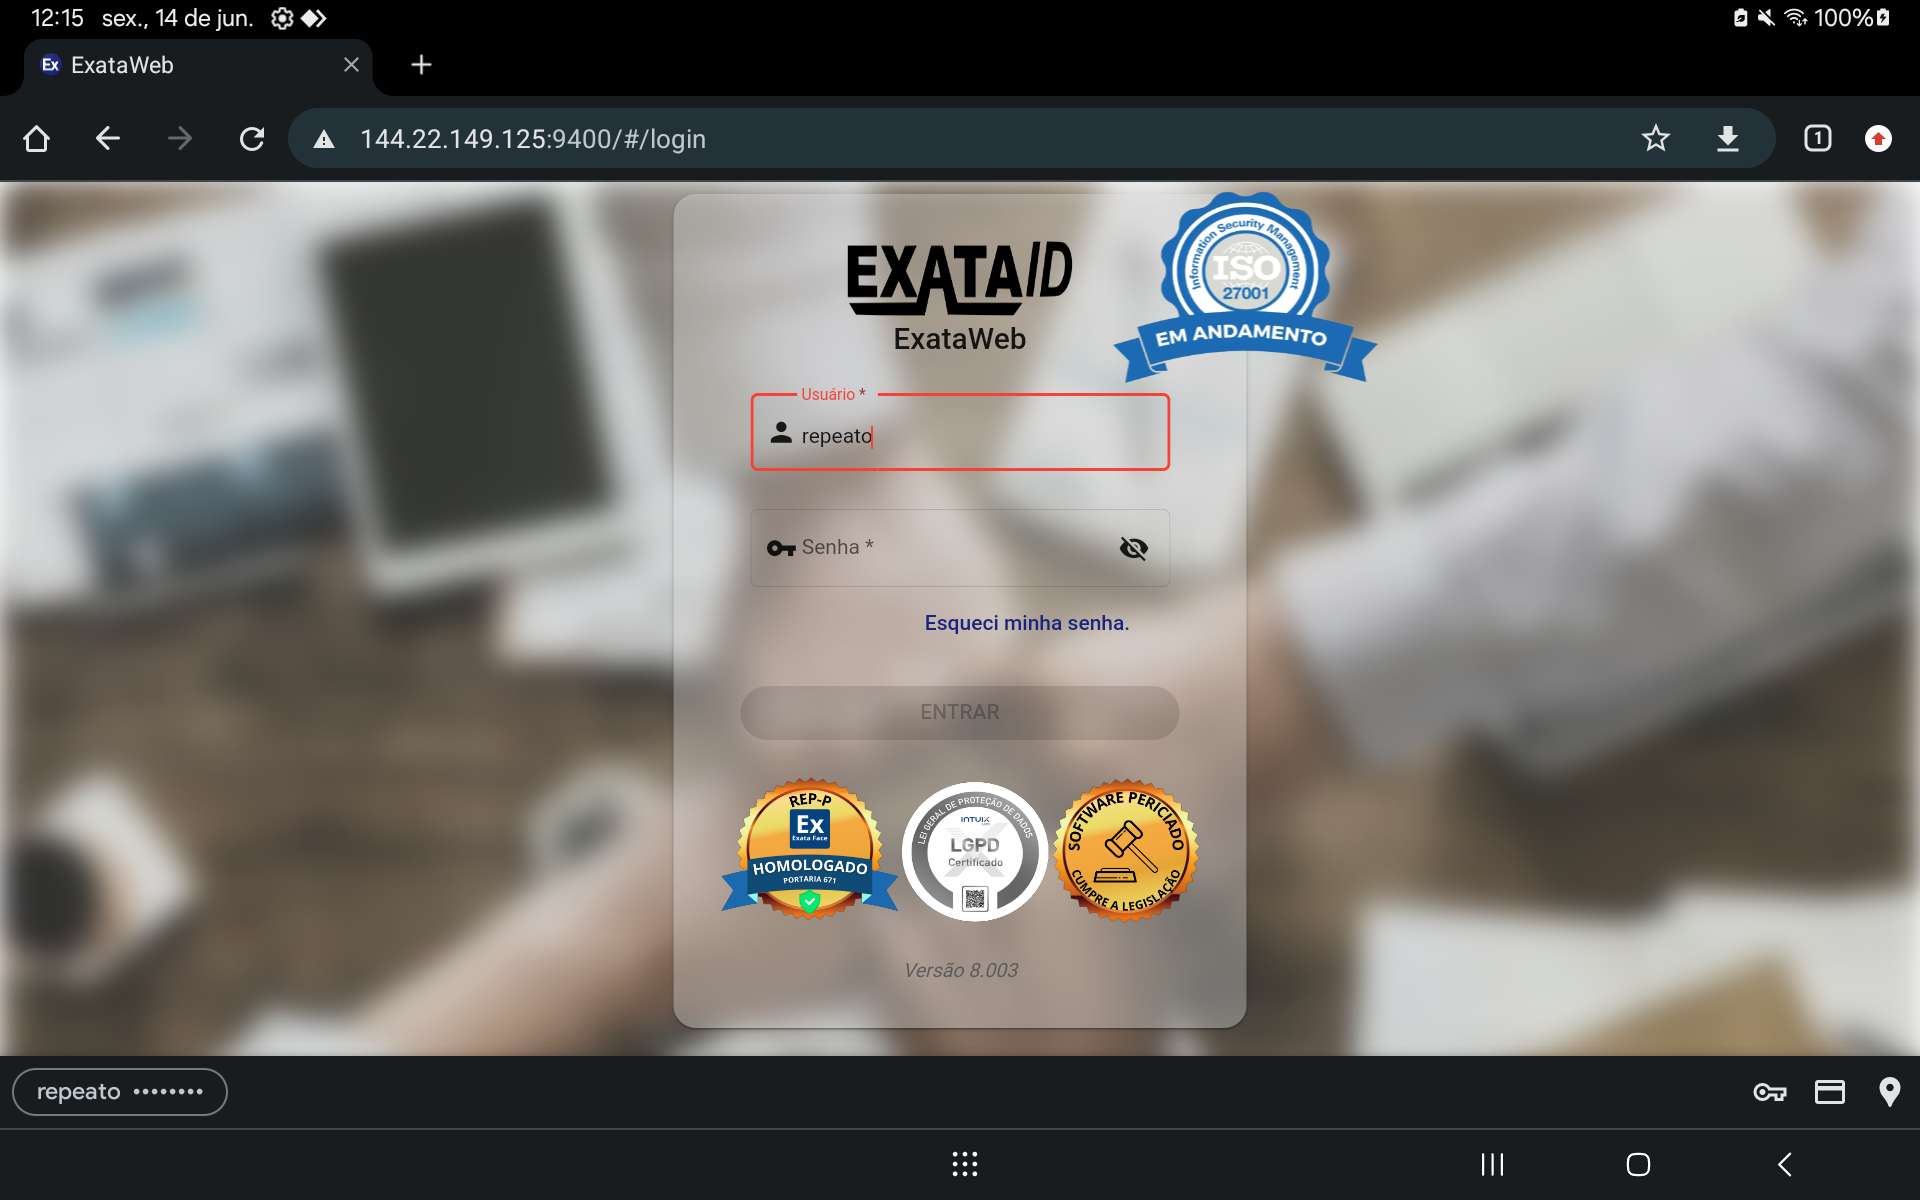 12:15 sex., 14 de jun. 100%
Ex ExataWeb
144.22.149.125:9400/#/login 1
EXATAID
ExataWeb
Information Security Management
ISO
27001
EM ANDAMENTO
Usuário *
repeato
Senha *
Esqueci minha senha.
ENTRAR
REP-P
Ex
Exata Face
HOMOLOGADO
PORTARIA 671
LEI GERAL DE PROTEÇÃO DE DADOS
INTUIX
LGPD
Certificado
SOFTWARE PERICIADO
CUMPRE A LEGISLAÇÃO
Versão 8.003
repeato ••••••••